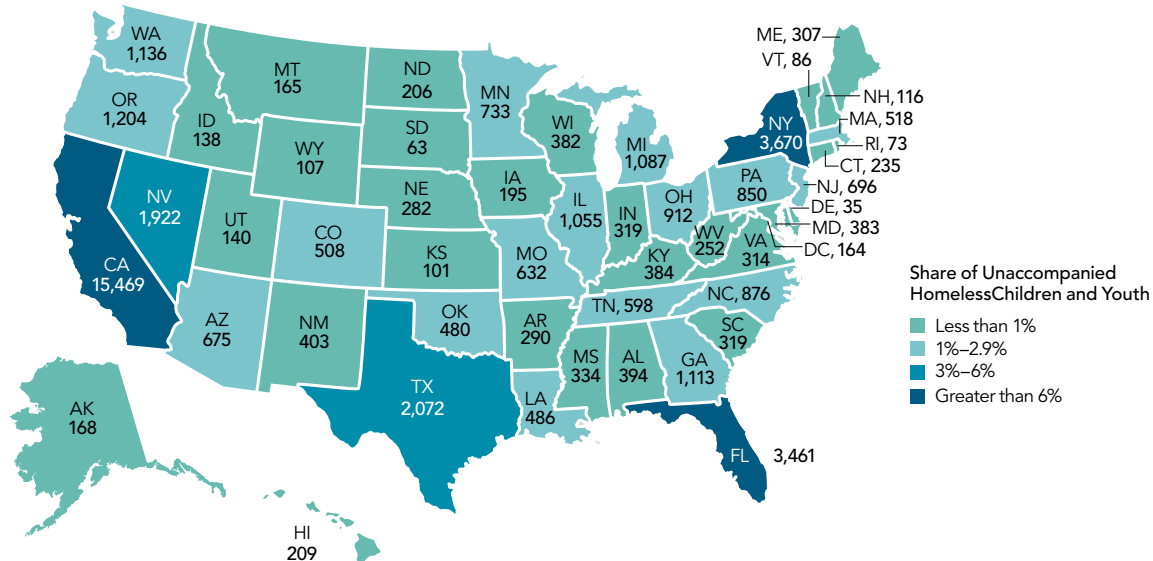 WA
1,136
OR
1,204
CA
15,469
NV
1,922
ID
138
MT
165
WY
107
UT
140
AZ
675
CO
508
NM
403
ND
206
SD
63
NE
282
KS
101
OK
480
TX
2,072
MN
733
IA
195
MO
632
AR
290
LA
486
WI
382
IL
1,055
MI
1,087
IN
319
OH
912
KY
384
TN, 598
MS
334
AL
394
GA
1,113
FL
3,461
SC
319
NC, 876
VA
314
WV
252
PA
850
NY
3,670
ME, 307
VT, 86
NH, 116
MA, 518
RI, 73
CT, 235
NJ, 696
DE, 35
MD, 383
DC, 164
AK
168
HI
209
Share of Unaccompanied
HomelessChildren and Youth
Less than 1%
1%–2.9%
3%–6%
Greater than 6%